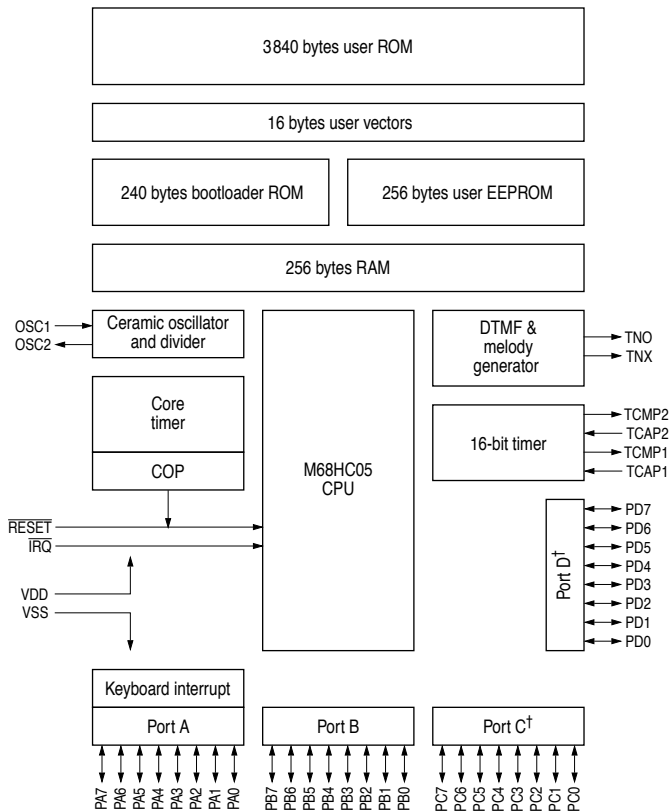 3840 bytes user ROM
16 bytes user vectors
240 bytes bootloader ROM
256 bytes user EEPROM
256 bytes RAM
OSC1
OSC2
Ceramic oscillator
and divider
DTMF &
melody
generator
TNO
TNX
Core
timer
COP
M68HC05
CPU
16-bit timer
TCMP2
TCAP2
TCMP1
TCAP1
RESET
IRQ
VDD
VSS
Port D†
PD7
PD6
PD5
PD4
PD3
PD2
PD1
PD0
Keyboard interrupt
Port A
Port B
Port C†
PA7
PA6
PA5
PA4
PA3
PA2
PA1
PA0
PB7
PB6
PB5
PB4
PB3
PB2
PB1
PB0
PC7
PC6
PC5
PC4
PC3
PC2
PC1
PC0